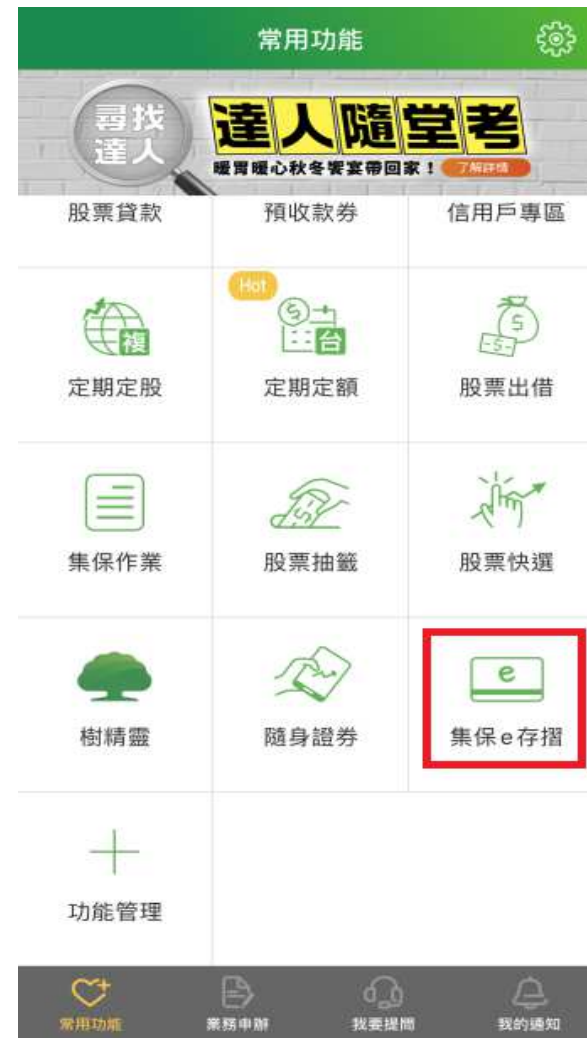 常用功能
尋找
達人
達人隨堂考
暖胃暖心秋冬饗宴帶回家！ 了解詳情
股票貸款 預收款券 信用戶專區
Hot
複 $ 台 $ $
定期定股 定期定額 股票出借
$
集保作業 股票抽籤 股票快選
e
樹精靈 隨身證券 集保e存摺
功能管理
常用功能 業務申辦 我要提問 我的通知